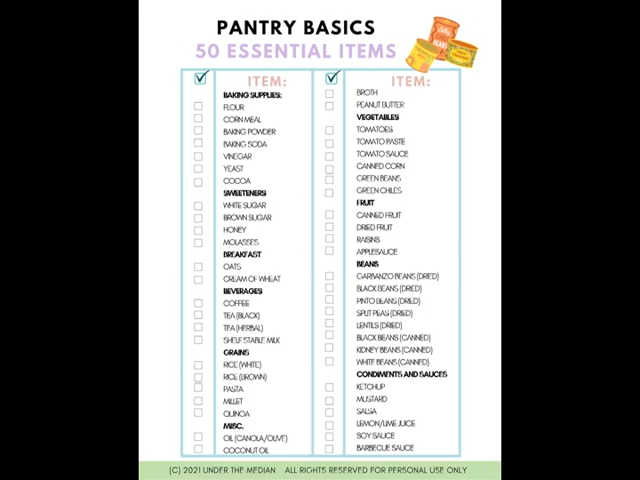 PANTRY BASICS
50 ESSENTIAL ITEMS
ITEM:
BAKING SUPPLIES:
FLOUR
CORN MEAL
BAKING POWDER
BAKING SODA
VINEGAR
YEAST
COCOA
SWEETENERS
WHITE SUGAR
BROWN SUGAR
HONEY
MOLASSES
BREAKFAST
OATS
CREAM OF WHEAT
BEVERAGES
COFFEE
TEA (BLACK)
TEA (HERBAL)
SHELF STABLE MILK
GRAINS
RICE (WHITE)
RICE (BROWN)
PASTA
MILLET
QUINOA
MISC.
OIL (CANOLA/OLIVE)
COCONUT OIL
ITEM:
BROTH
PEANUT BUTTER
VEGETABLES
TOMATOES
TOMATO PASTE
TOMATO SAUCE
CANNED CORN
GREEN BEANS
GREEN CHILES
FRUIT
CANNED FRUIT
DRIED FRUIT
RAISINS
APPLESAUCE
BEANS
GARBANZO BEANS (DRIED)
BLACK BEANS (DRIED)
PINTO BEANS (DRIED)
SPLIT PEAS (DRIED)
LENTILS (DRIED)
BLACK BEANS (CANNED)
KIDNEY BEANS (CANNED)
WHITE BEANS (CANNED)
CONDIMENTS AND SAUCES
KETCHUP
MUSTARD
SALSA
LEMON/LIME JUICE
SOY SAUCE
BARBECUE SAUCE
(C) 2021 UNDER THE MEDIAN ALL RIGHTS RESERVED FOR PERSONAL USE ONLY